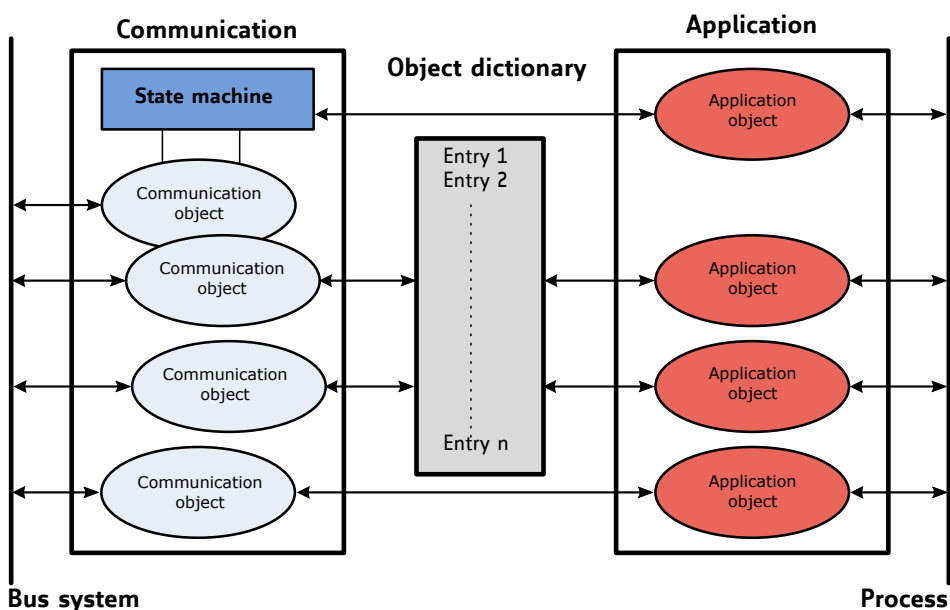 Communication
Application
Object dictionary
State machine
Application
object
Entry 1
Entry 2
Communication
object
Communication
object
Application
object
Communication
object
Application
object
Entry n
Communication
object
Application
object
Bus system
Process